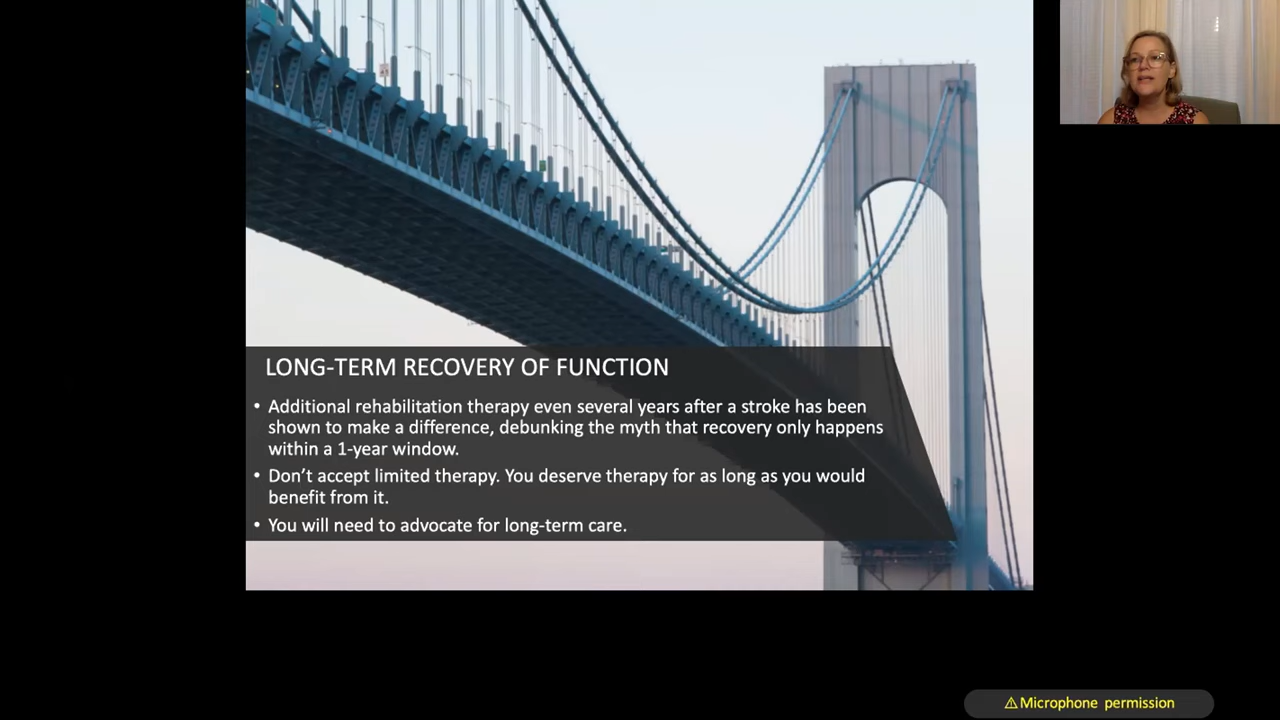 LONG-TERM RECOVERY OF FUNCTION
• Additional rehabilitation therapy even several years after a stroke has been
shown to make a difference, debunking the myth that recovery only happens
within a 1-year window.
• Don’t accept limited therapy. You deserve therapy for as long as you would
benefit from it.
• You will need to advocate for long-term care.
⚠Microphone permission